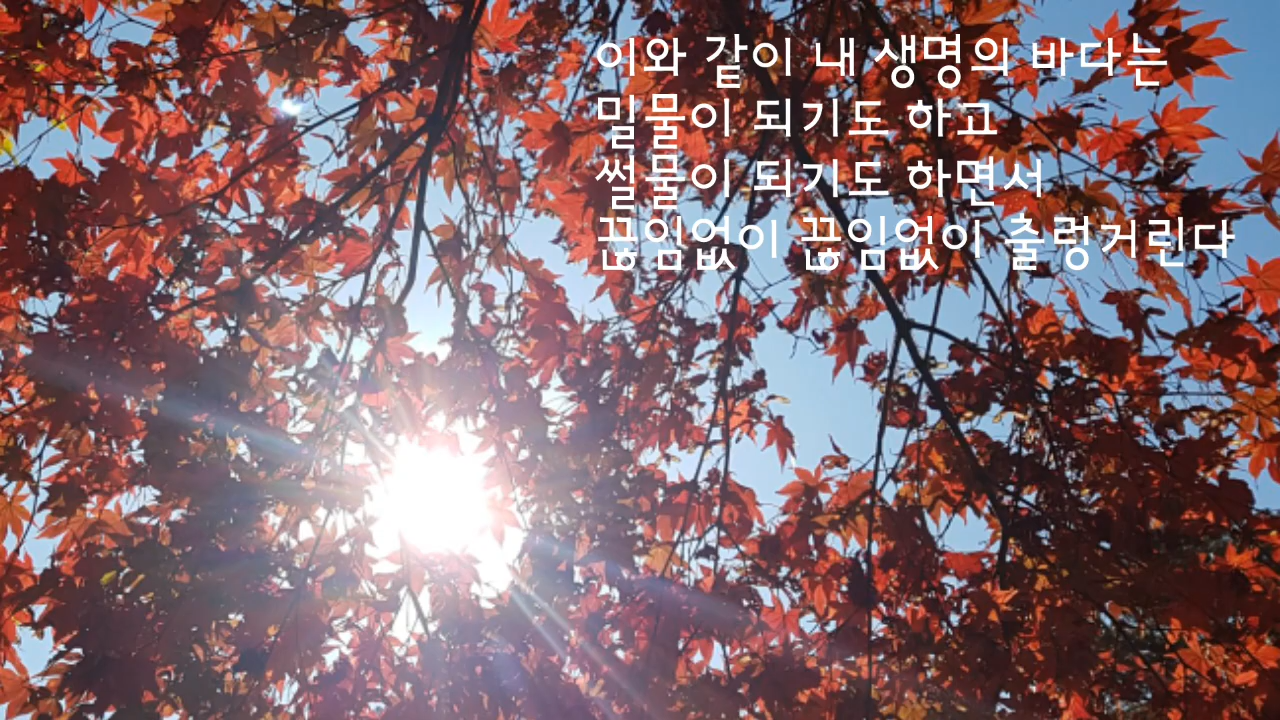 이와 같이 내 생명의 바다는
밀물이 되기도 하고
썰물이 되기도 하면서
끊임없이 끊임없이 출렁거린다